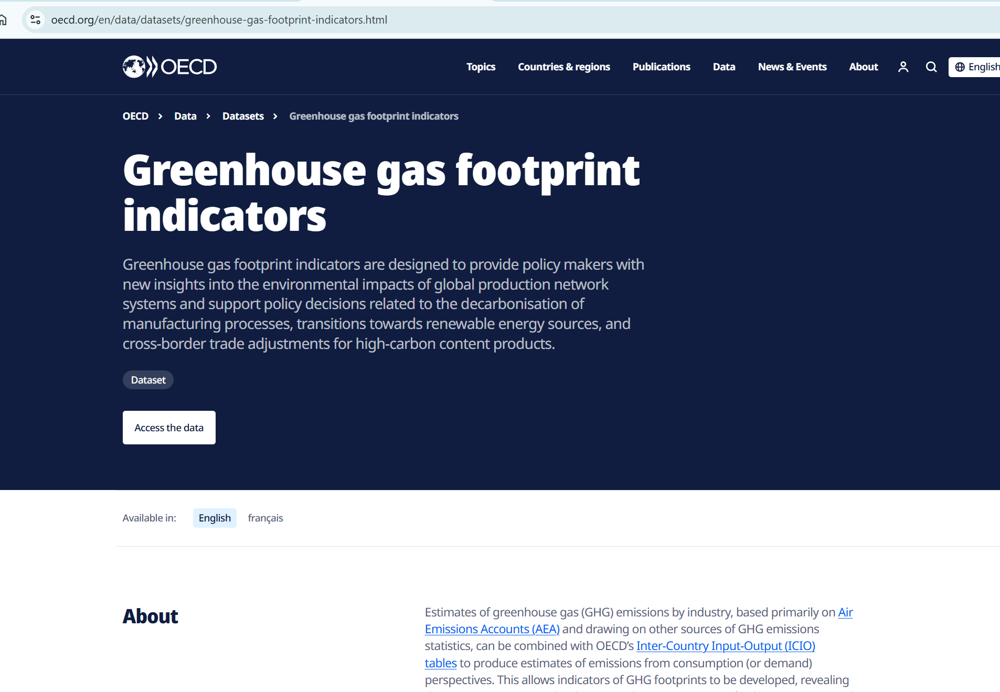 oecd.org/en/data/datasets/greenhouse-gas-footprint-indicators.html
OECD
Topics Countries & regions Publications Data News & Events About English
OECD > Data > Datasets > Greenhouse gas footprint indicators
Greenhouse gas footprint
indicators
Greenhouse gas footprint indicators are designed to provide policy makers with
new insights into the environmental impacts of global production network
systems and support policy decisions related to the decarbonisation of
manufacturing processes, transitions towards renewable energy sources, and
cross-border trade adjustments for high-carbon content products.
Dataset
Access the data
Available in: English français
About
Estimates of greenhouse gas (GHG) emissions by industry, based primarily on Air
Emissions Accounts (AEA) and drawing on other sources of GHG emissions
statistics, can be combined with OECD’s Inter-Country Input-Output (ICIO)
tables to produce estimates of emissions from consumption (or demand)
perspectives. This allows indicators of GHG footprints to be developed, revealing